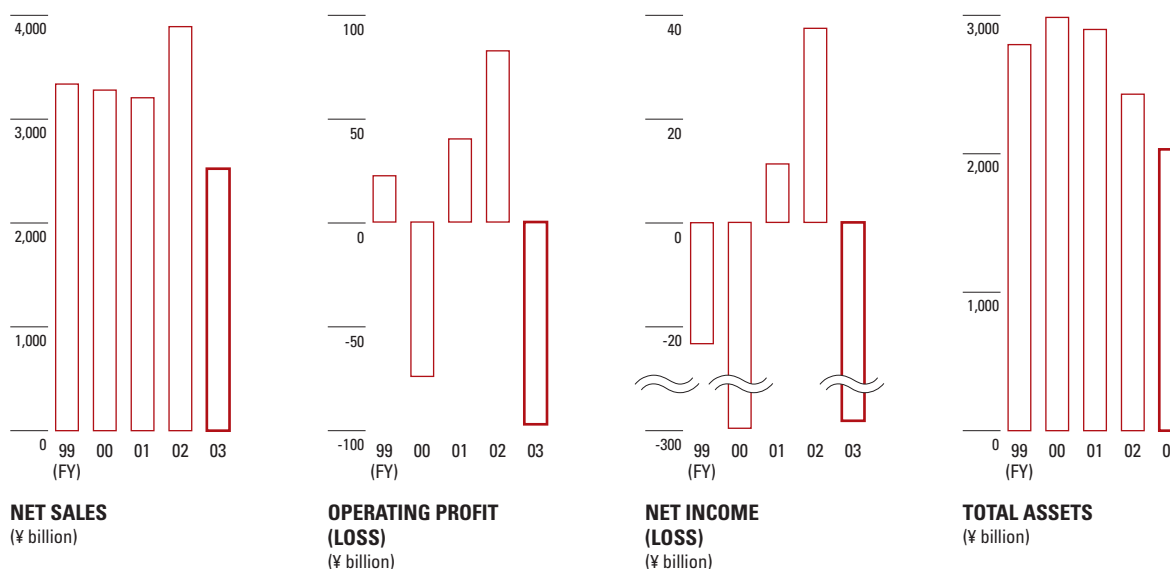 4,000
3,000
2,000
1,000
0
99 00 01 02 03
(FY)
NET SALES
(¥ billion)
100
50
0
-50
-100
99 00 01 02 03
(FY)
OPERATING PROFIT
(LOSS)
(¥ billion)
40
20
0
-20
-300
99 00 01 02 03
(FY)
NET INCOME
(LOSS)
(¥ billion)
3,000
2,000
1,000
0
99 00 01 02
(FY)
TOTAL ASSETS
(¥ billion)